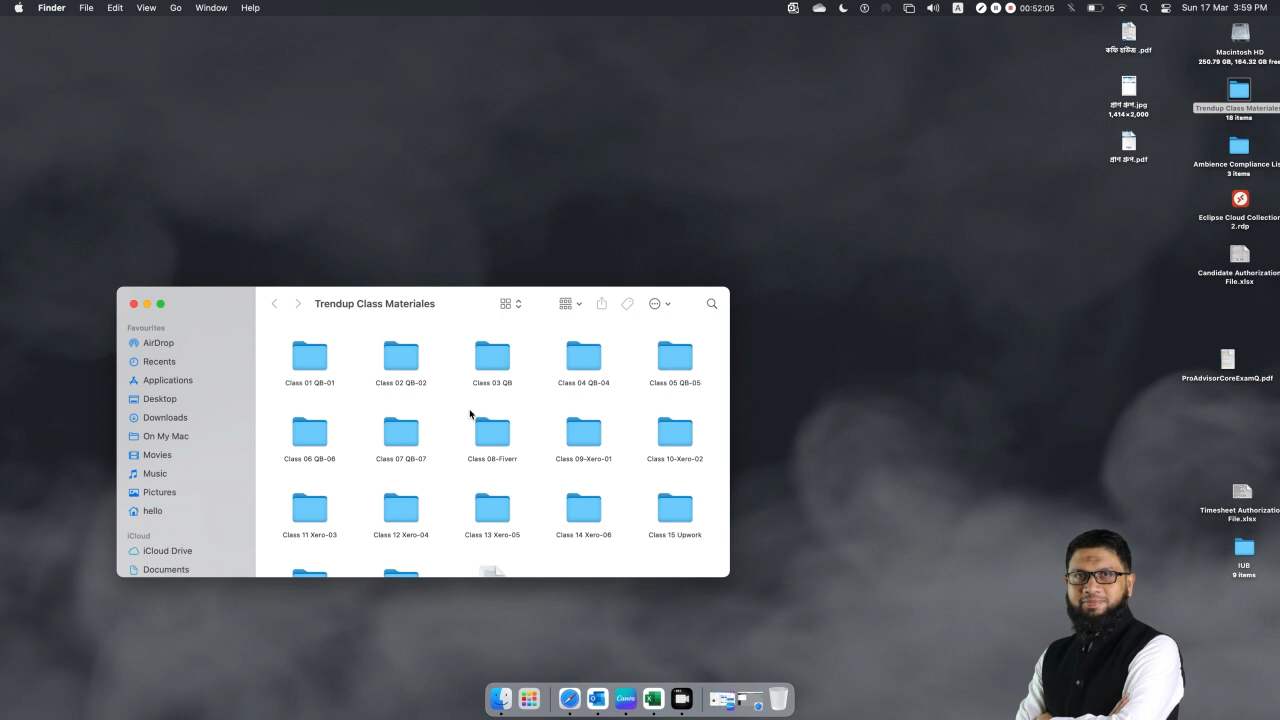 Finder File Edit View Go Window Help
A 00:52:05 Sun 17 Mar 3:59 PM
কফি হাউজ .pdf
Macintosh HD
250.79 GB, 164.32 GB free
প্রাণ গ্রুপ.jpg
1,414×2,000
Trendup Class Materiales
18 items
প্রাণ গ্রুপ.pdf
Ambience Compliance Lis
3 items
Eclipse Cloud Collection
2.rdp
Candidate Authorization
File.xlsx
ProAdvisorCoreExamQ.pdf
Timesheet Authorizatio
File.xlsx
IUB
9 items
Trendup Class Materiales
Favourites
AirDrop
Recents
Applications
Desktop
Downloads
On My Mac
Movies
Music
Pictures
hello
iCloud
iCloud Drive
Documents
Class 01 QB-01 Class 02 QB-02 Class 03 QB Class 04 QB-04 Class 05 QB-05
Class 06 QB-06 Class 07 QB-07 Class 08-Fiverr Class 09-Xero-01 Class 10-Xero-02
Class 11 Xero-03 Class 12 Xero-04 Class 13 Xero-05 Class 14 Xero-06 Class 15 Upwork
Canva